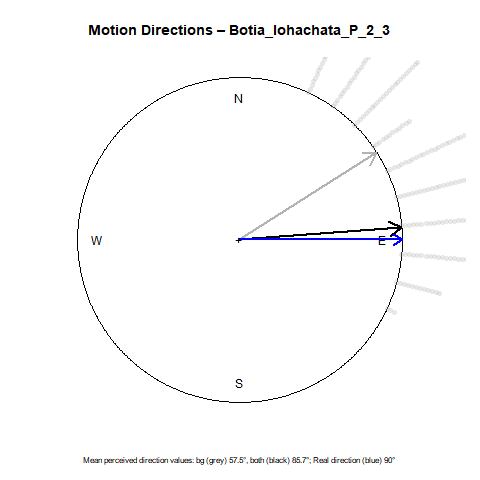 Motion Directions – Botia_lohachata_P_2_3
N
W
E
S
Mean perceived direction values: bg (grey) 57.5°, both (black) 85.7°; Real direction (blue) 90°